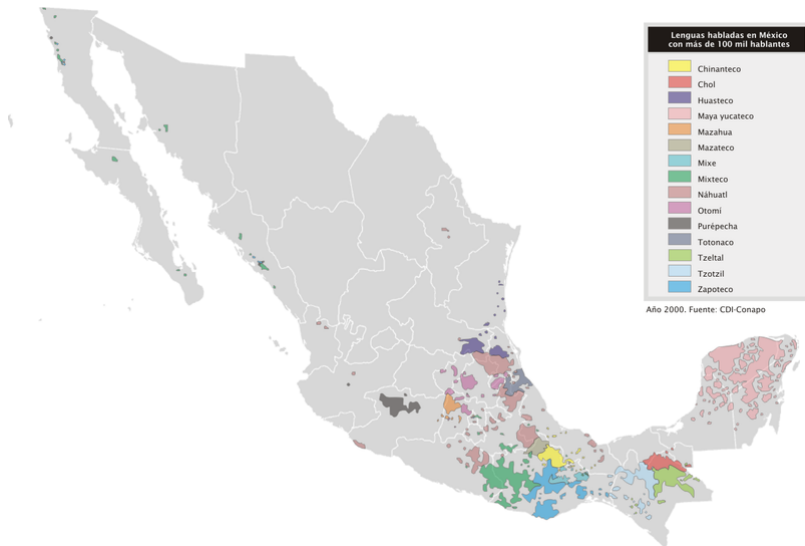 Lenguas habladas en México
con más de 100 mil hablantes
Chinanteco
Chol
Huasteco
Maya yucateco
Mazahua
Mazateco
Mixe
Mixteco
Náhuatl
Otomí
Purépecha
Totonaco
Tzeltal
Tzotzil
Zapoteco
Año 2000. Fuente: CDI-Conapo